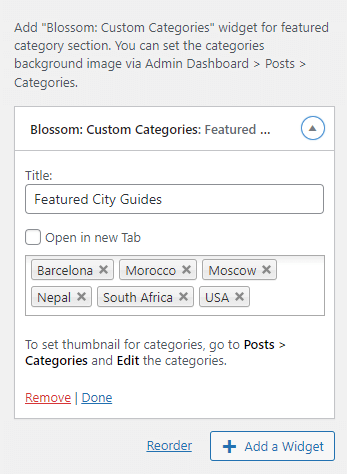 Add "Blossom: Custom Categories" widget for featured
category section. You can set the categories
background image via Admin Dashboard > Posts >
Categories.
Blossom: Custom Categories: Featured ...
Title:
Featured City Guides
Open in new Tab
Barcelona × Morocco × Moscow ×
Nepal × South Africa × USA ×
To set thumbnail for categories, go to Posts >
Categories and Edit the categories.
Remove | Done
Reorder + Add a Widget